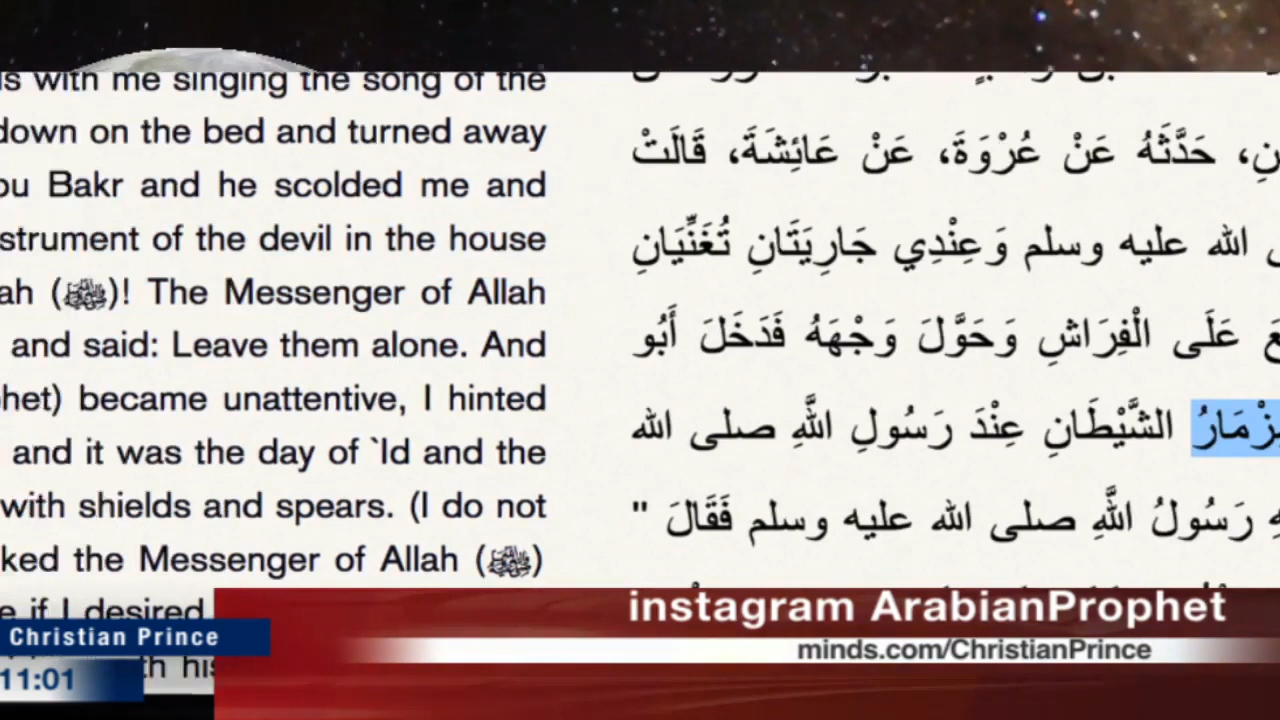 is with me singing the song of the
down on the bed and turned away
Bakr and he scolded me and
strument of the devil in the house
ah (ﷺ)! The Messenger of Allah
and said: Leave them alone. And
het) became unattentive, I hinted
and it was the day of `Id and the
with shields and spears. (I do not
ked the Messenger of Allah (ﷺ)
e if I desired
th his
حَدَّثَهُ عَنْ عُرْوَةَ، عَنْ عَائِشَةَ، قَالَتْ
الله عليه وسلم وَعِنْدِي جَارِيَتَانِ تُغَنِّيَانِ
عَلَى الْفِرَاشِ وَحَوَّلَ وَجْهَهُ فَدَخَلَ أَبُو
زْمَارُ الشَّيْطَانِ عِنْدَ رَسُولِ اللَّهِ صلى الله
رَسُولُ اللَّهِ صلى الله عليه وسلم فَقَالَ "
instagram ArabianProphet
minds.com/ChristianPrince
Christian Prince
11:01